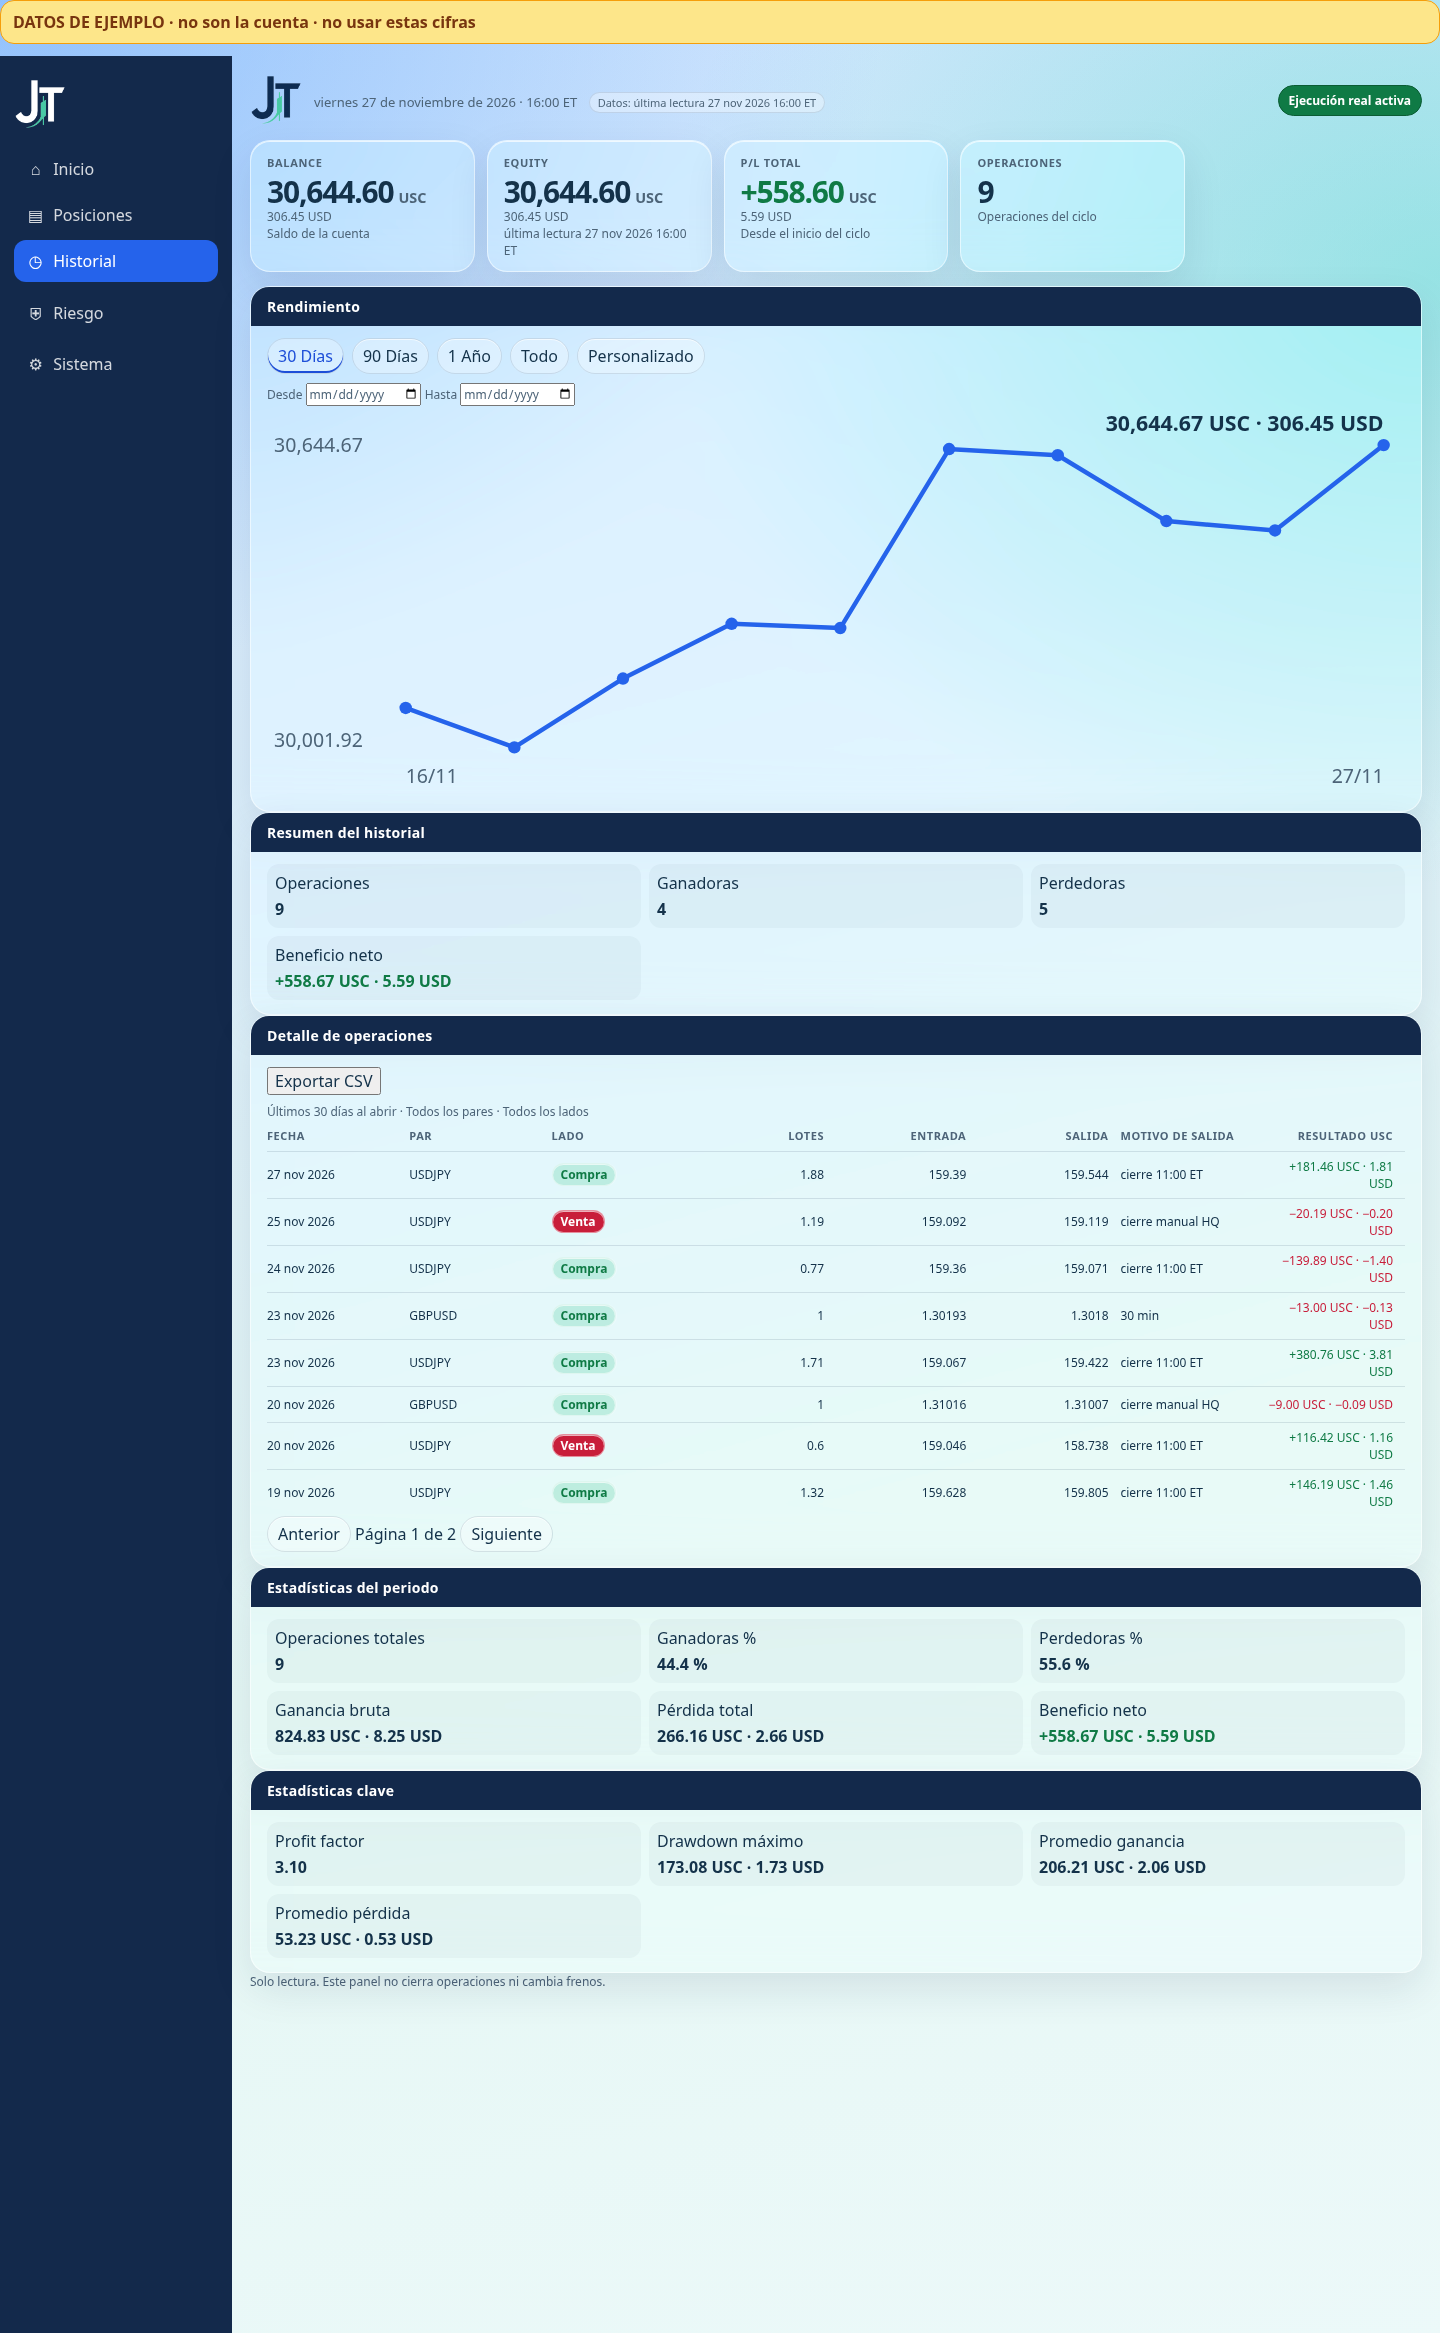 DATOS DE EJEMPLO · no son la cuenta · no usar estas cifras
JT
Inicio
Posiciones
Historial
Riesgo
Sistema
JT
viernes 27 de noviembre de 2026 · 16:00 ET
Datos: última lectura 27 nov 2026 16:00 ET
Ejecución real activa
BALANCE
30,644.60 USC
306.45 USD
Saldo de la cuenta
EQUITY
30,644.60 USC
306.45 USD
última lectura 27 nov 2026 16:00
ET
P/L TOTAL
+558.60 USC
5.59 USD
Desde el inicio del ciclo
OPERACIONES
9
Operaciones del ciclo
Rendimiento
30 Días 90 Días 1 Año Todo Personalizado
Desde mm/dd/yyyy Hasta mm/dd/yyyy
30,644.67 USC · 306.45 USD
30,644.67
30,001.92
16/11 27/11
Resumen del historial
Operaciones
9
Ganadoras
4
Perdedoras
5
Beneficio neto
+558.67 USC · 5.59 USD
Detalle de operaciones
Exportar CSV
Últimos 30 días al abrir · Todos los pares · Todos los lados
FECHA PAR LADO LOTES ENTRADA SALIDA MOTIVO DE SALIDA RESULTADO USC
27 nov 2026 USDJPY Compra 1.88 159.39 159.544 cierre 11:00 ET +181.46 USC · 1.81
USD
25 nov 2026 USDJPY Venta 1.19 159.092 159.119 cierre manual HQ −20.19 USC · −0.20
USD
24 nov 2026 USDJPY Compra 0.77 159.36 159.071 cierre 11:00 ET −139.89 USC · −1.40
USD
23 nov 2026 GBPUSD Compra 1 1.30193 1.3018 30 min −13.00 USC · −0.13
USD
23 nov 2026 USDJPY Compra 1.71 159.067 159.422 cierre 11:00 ET +380.76 USC · 3.81
USD
20 nov 2026 GBPUSD Compra 1 1.31016 1.31007 cierre manual HQ −9.00 USC · −0.09 USD
20 nov 2026 USDJPY Venta 0.6 159.046 158.738 cierre 11:00 ET +116.42 USC · 1.16
USD
19 nov 2026 USDJPY Compra 1.32 159.628 159.805 cierre 11:00 ET +146.19 USC · 1.46
USD
Anterior Página 1 de 2 Siguiente
Estadísticas del periodo
Operaciones totales
9
Ganadoras %
44.4 %
Perdedoras %
55.6 %
Ganancia bruta
824.83 USC · 8.25 USD
Pérdida total
266.16 USC · 2.66 USD
Beneficio neto
+558.67 USC · 5.59 USD
Estadísticas clave
Profit factor
3.10
Drawdown máximo
173.08 USC · 1.73 USD
Promedio ganancia
206.21 USC · 2.06 USD
Promedio pérdida
53.23 USC · 0.53 USD
Solo lectura. Este panel no cierra operaciones ni cambia frenos.